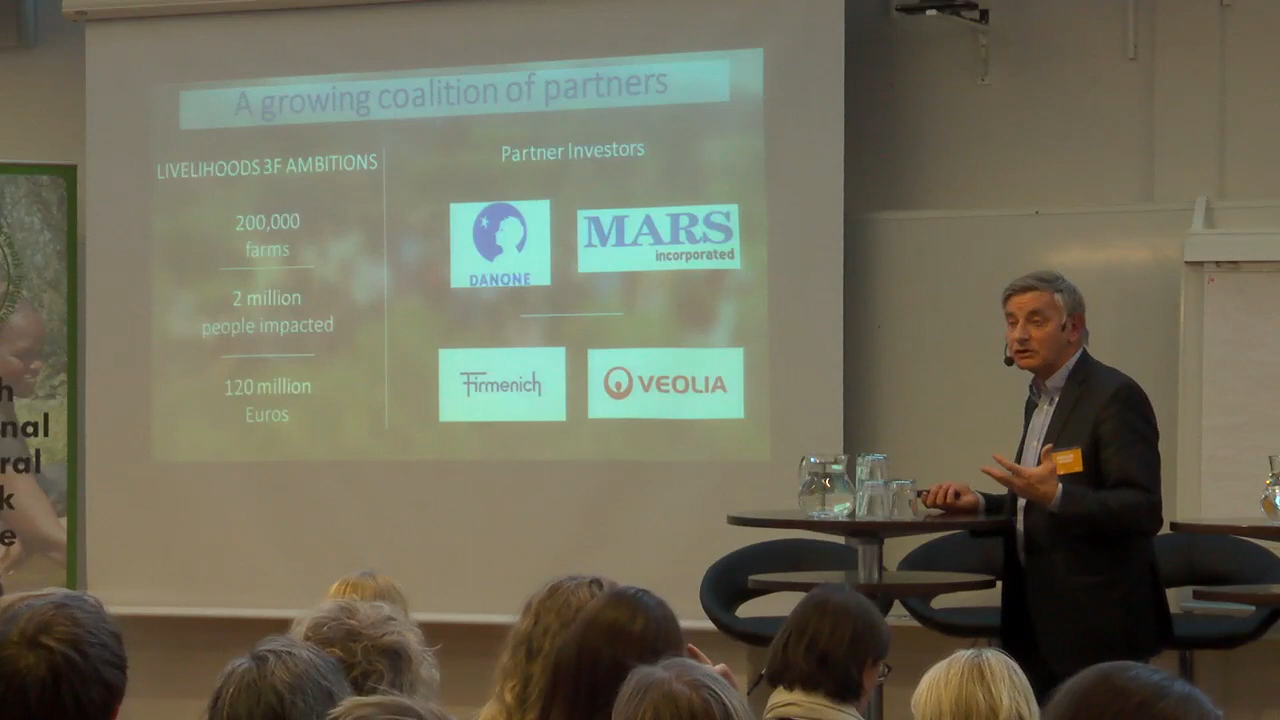 A growing coalition of partners
LIVELIHOODS 3F AMBITIONS
200,000
farms
2 million
people impacted
120 million
Euros
Partner Investors
DANONE
MARS
incorporated
Firmenich
VEOLIA
h
nal
ral
k
e